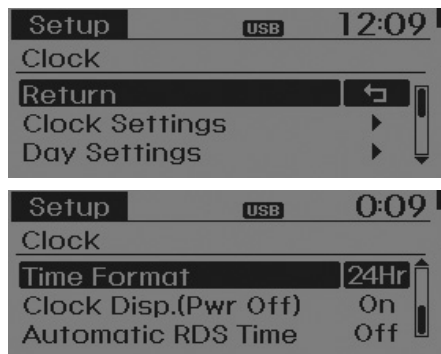 Setup USB 12:09
Clock
Return
Clock Settings
Day Settings
Setup USB 0:09
Clock
Time Format 24Hr
Clock Disp.(Pwr Off) On
Automatic RDS Time Off